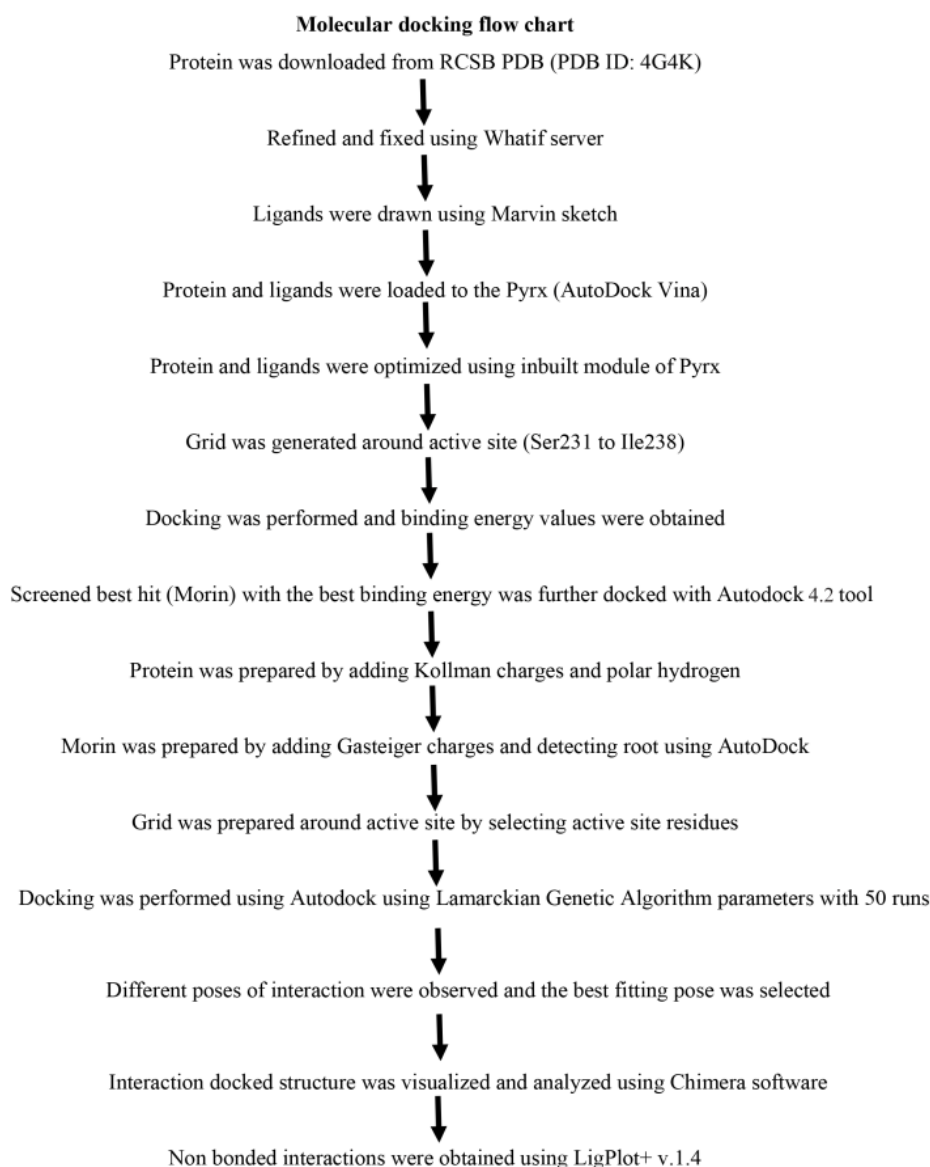 Molecular docking flow chart
Protein was downloaded from RCSB PDB (PDB ID: 4G4K)
Refined and fixed using Whatif server
Ligands were drawn using Marvin sketch
Protein and ligands were loaded to the Pyrx (AutoDock Vina)
Protein and ligands were optimized using inbuilt module of Pyrx
Grid was generated around active site (Ser231 to Ile238)
Docking was performed and binding energy values were obtained
Screened best hit (Morin) with the best binding energy was further docked with Autodock 4.2 tool
Protein was prepared by adding Kollman charges and polar hydrogen
Morin was prepared by adding Gasteiger charges and detecting root using AutoDock
Grid was prepared around active site by selecting active site residues
Docking was performed using Autodock using Lamarckian Genetic Algorithm parameters with 50 runs
Different poses of interaction were observed and the best fitting pose was selected
Interaction docked structure was visualized and analyzed using Chimera software
Non bonded interactions were obtained using LigPlot+ v.1.4